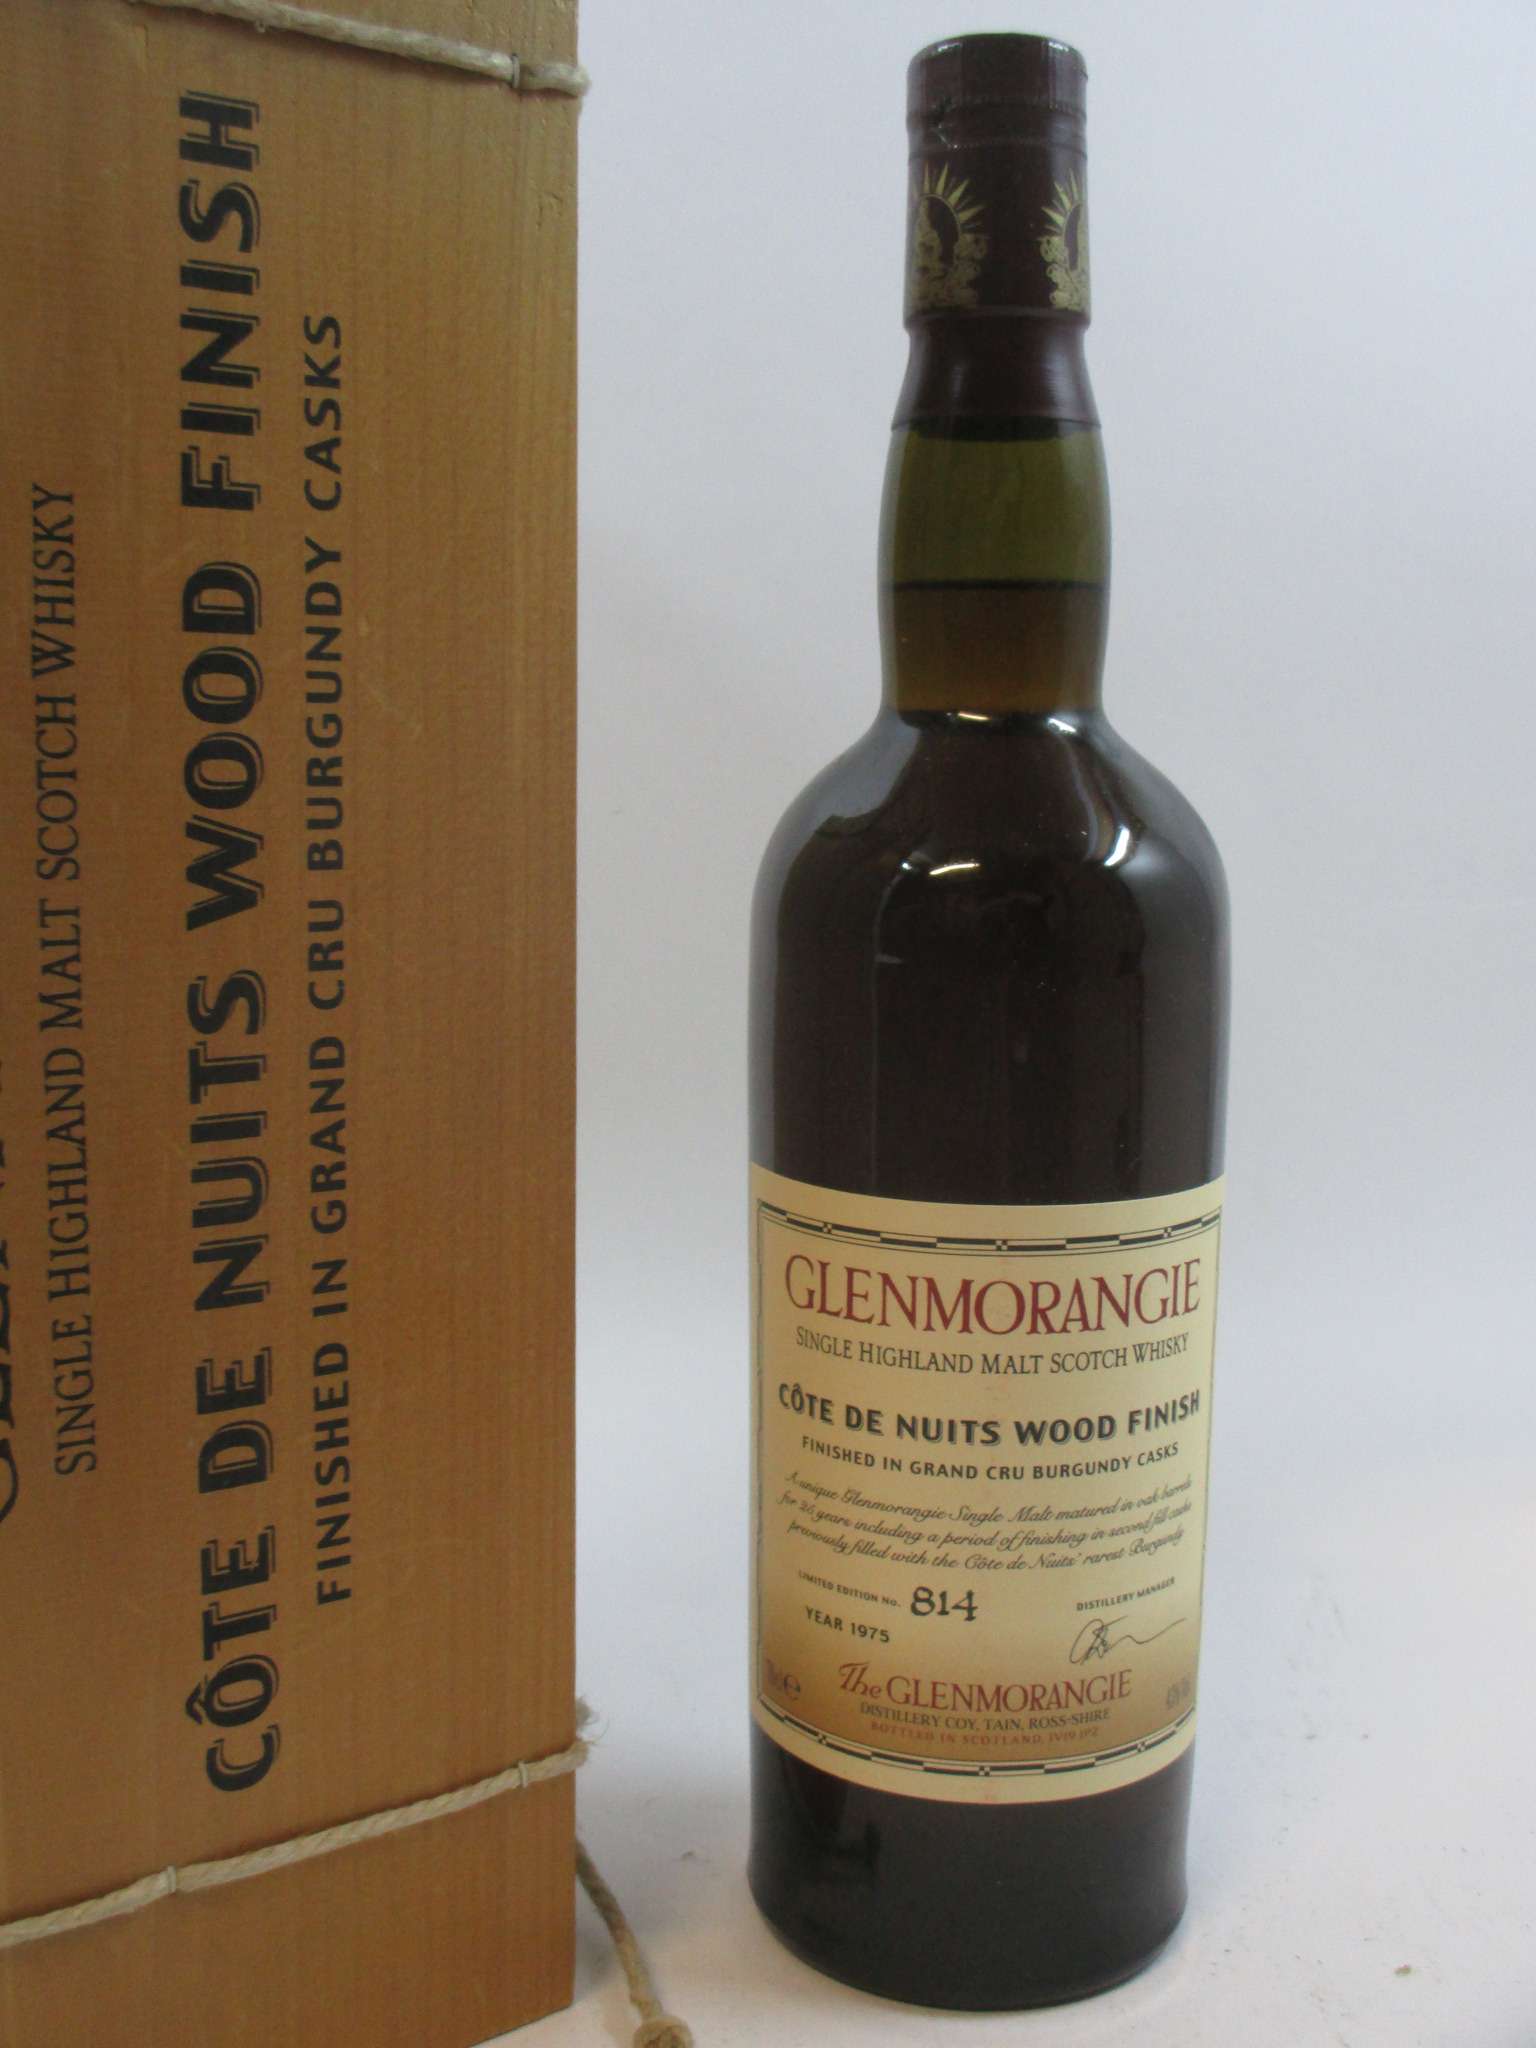 SINGLE HIGHLAND MALT SCOTCH WHISKY
CÔTE DE NUITS WOOD FINISH
FINISHED IN GRAND CRU BURGUNDY CASKS
GLENMORANGIE
SINGLE HIGHLAND MALT SCOTCH WHISKY
CÔTE DE NUITS WOOD FINISH
FINISHED IN GRAND CRU BURGUNDY CASKS
A unique Glenmorangie Single Malt matured in oak barrels
for 25 years including a period of finishing in second fill casks
previously filled with the Côte de Nuits' rarest Burgundy
LIMITED EDITION No. 814
DISTILLERY MANAGER
YEAR 1975
The GLENMORANGIE
DISTILLERY COY, TAIN, ROSS-SHIRE
BOTTLED IN SCOTLAND, IV19 1PZ